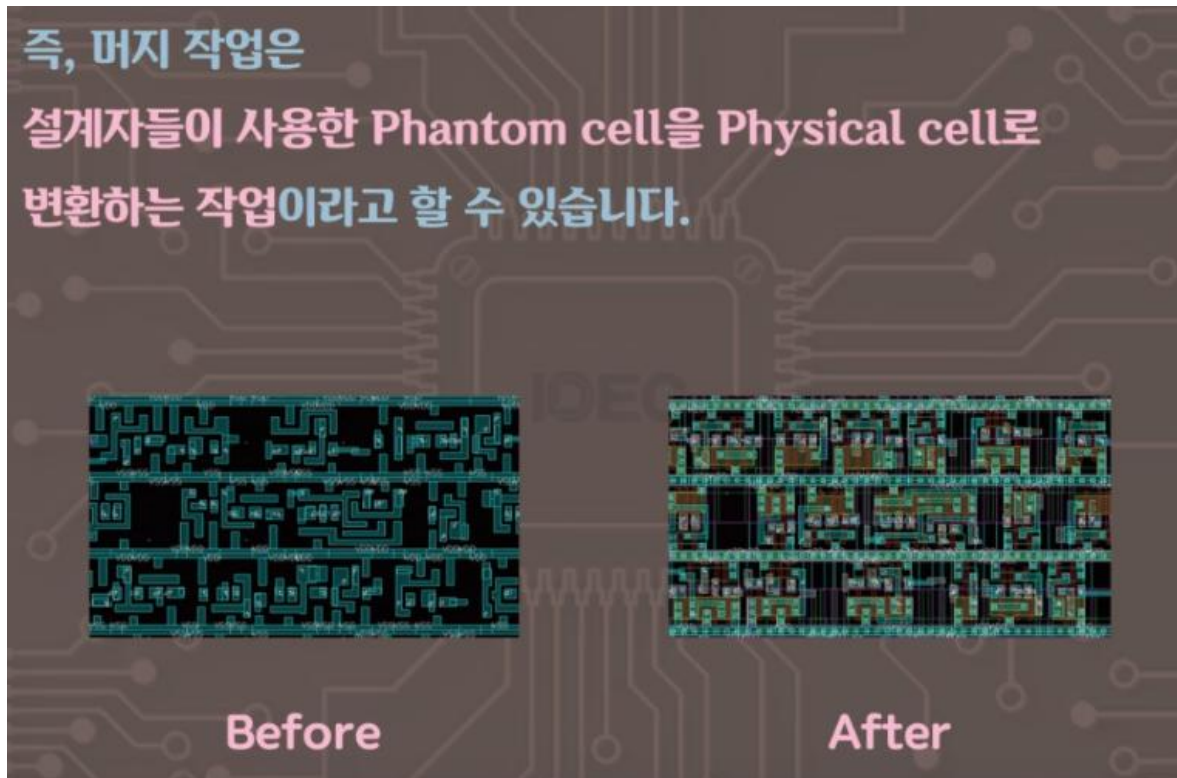 즉, 머지 작업은
설계자들이 사용한 Phantom cell을 Physical cell로
변환하는 작업이라고 할 수 있습니다.
IDEC
Before
After